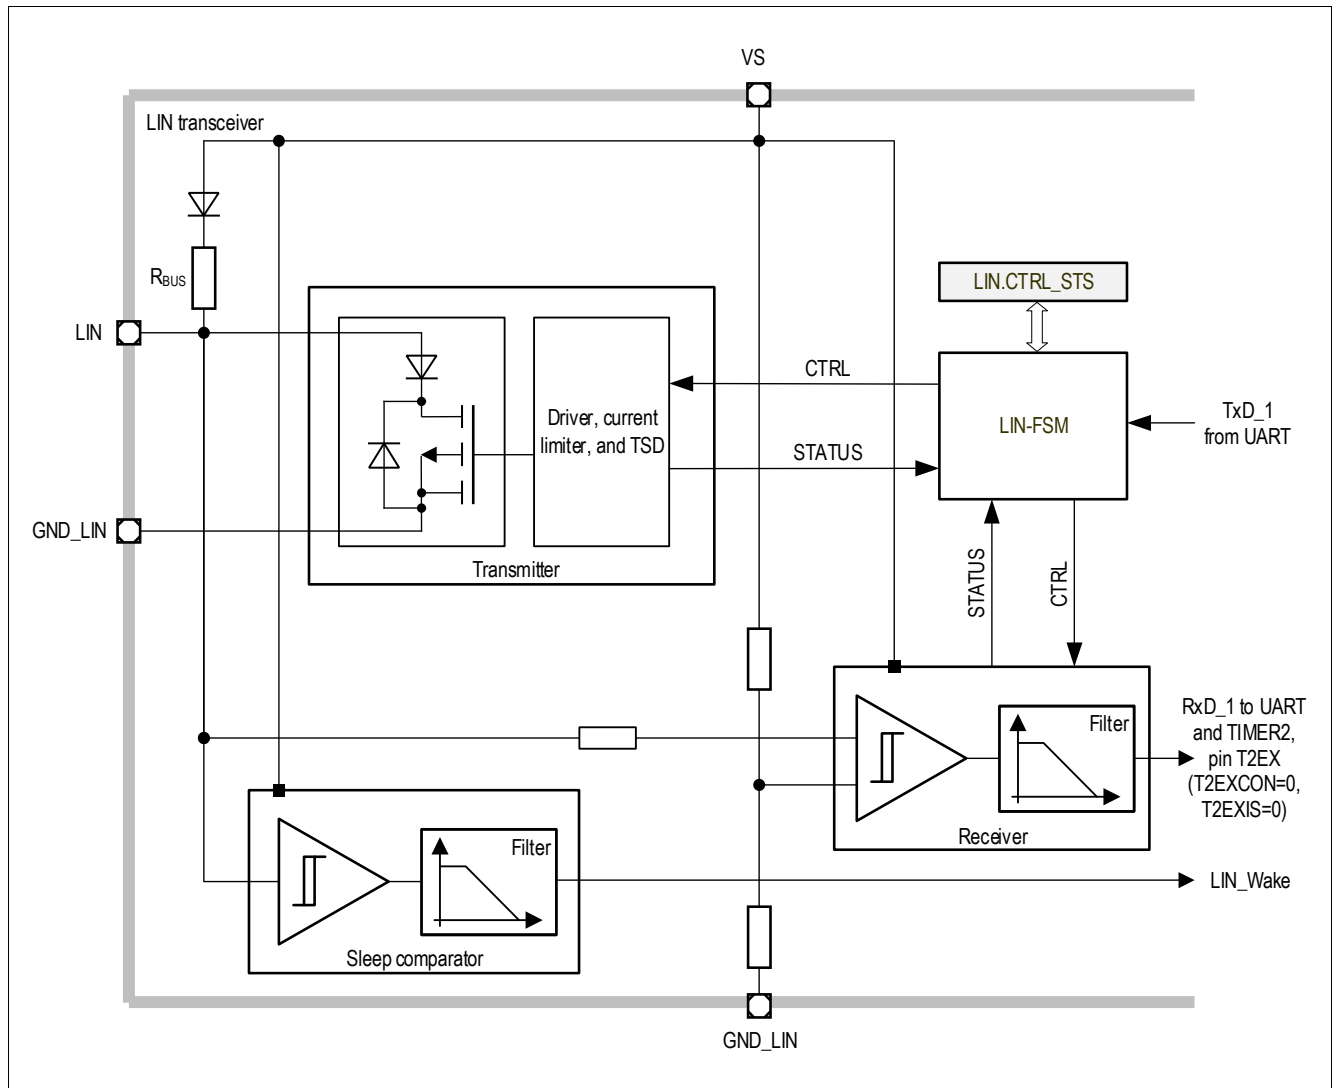 VS
LIN transceiver
RBUS
LIN.CTRL_STS
LIN
CTRL
TxD_1
from UART
LIN-FSM
Driver, current
limiter, and TSD
STATUS
GND_LIN
Transmitter
STATUS
CTRL
RxD_1 to UART
and TIMER2,
pin T2EX
(T2EXCON=0,
T2EXIS=0)
Filter
Receiver
Filter
LIN_Wake
Sleep comparator
GND_LIN